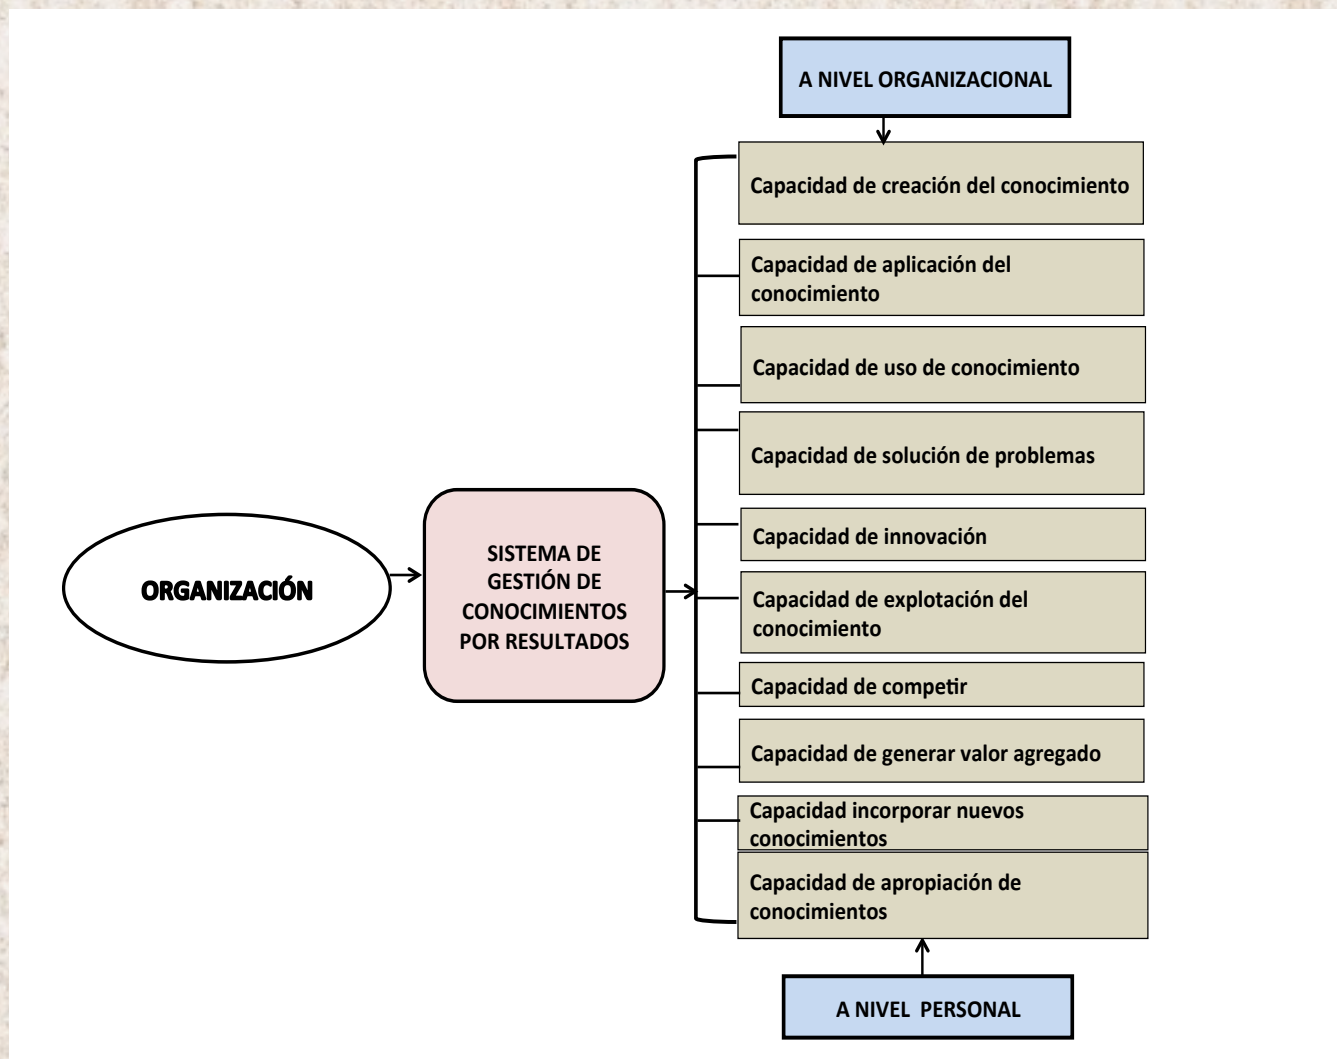 A NIVEL ORGANIZACIONAL
Capacidad de creación del conocimiento
Capacidad de aplicación del
conocimiento
Capacidad de uso de conocimiento
Capacidad de solución de problemas
ORGANIZACIÓN
SISTEMA DE
GESTIÓN DE
CONOCIMIENTOS
POR RESULTADOS
Capacidad de innovación
Capacidad de explotación del
conocimiento
Capacidad de competir
Capacidad de generar valor agregado
Capacidad incorporar nuevos
conocimientos
Capacidad de apropiación de
conocimientos
A NIVEL PERSONAL